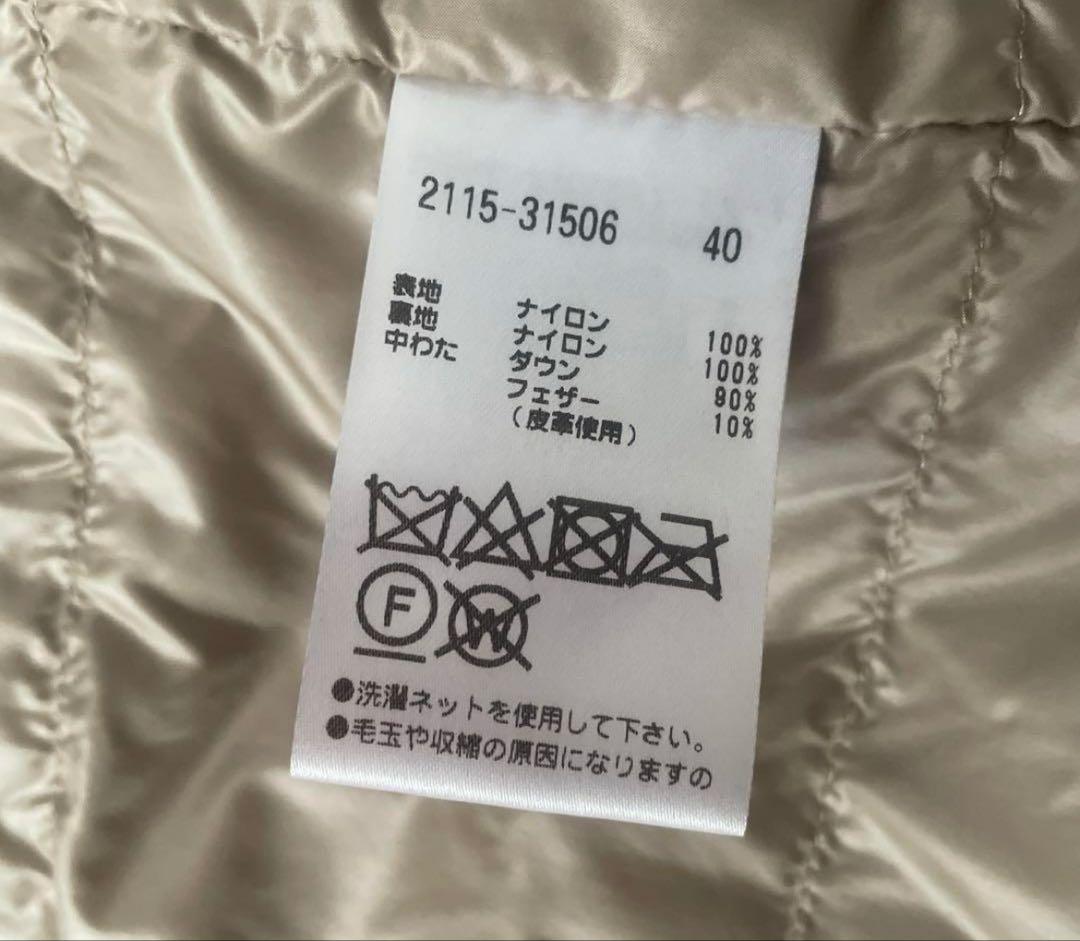 2115-31506 40
表地 ナイロン 100%
裏地 ナイロン 100%
中わた ダウン 90%
フェザー 10%
(皮革使用)
F W
●洗濯ネットを使用して下さい。
●毛玉や収縮の原因になりますの